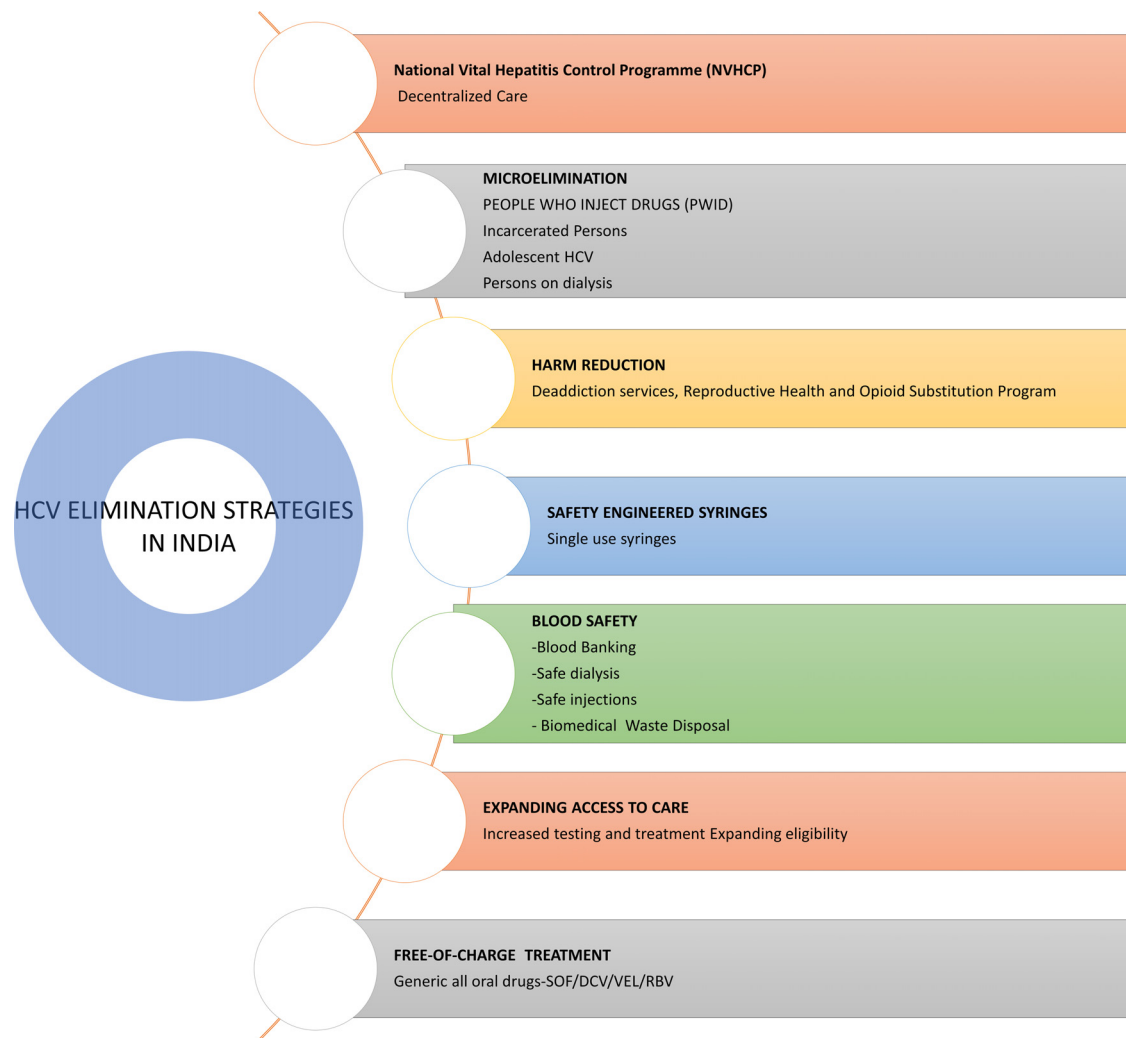 National Vital Hepatitis Control Programme (NVHCP)
Decentralized Care
MICROELIMINATION
PEOPLE WHO INJECT DRUGS (PWID)
Incarcerated Persons
Adolescent HCV
Persons on dialysis
HARM REDUCTION
Deaddiction services, Reproductive Health and Opioid Substitution Program
HCV ELIMINATION STRATEGIES
IN INDIA
SAFETY ENGINEERED SYRINGES
Single use syringes
BLOOD SAFETY
-Blood Banking
-Safe dialysis
-Safe injections
- Biomedical Waste Disposal
EXPANDING ACCESS TO CARE
Increased testing and treatment Expanding eligibility
FREE-OF-CHARGE TREATMENT
Generic all oral drugs-SOF/DCV/VEL/RBV